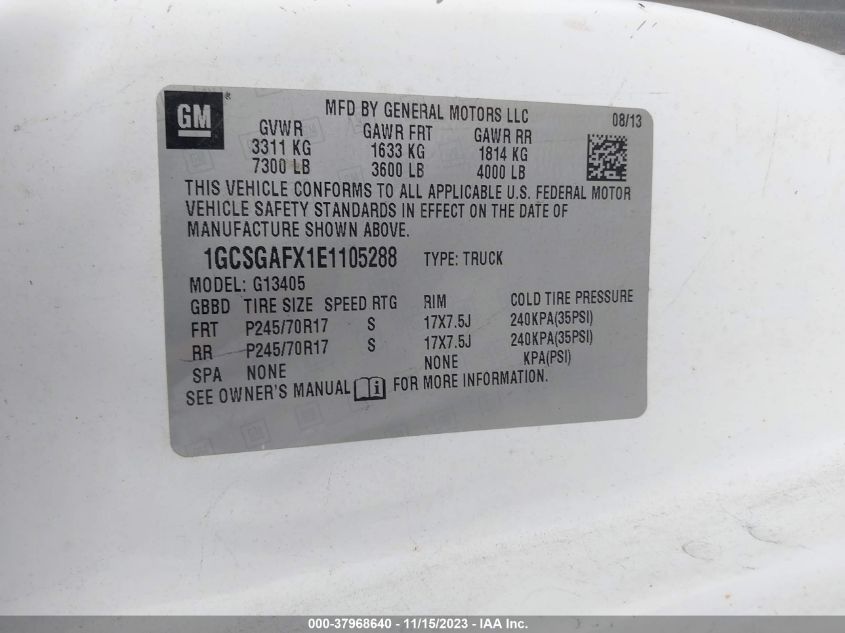 GM®
MFD BY GENERAL MOTORS LLC 08/13
GVWR GAWR FRT GAWR RR
3311 KG 1633 KG 1814 KG
7300 LB 3600 LB 4000 LB
THIS VEHICLE CONFORMS TO ALL APPLICABLE U.S. FEDERAL MOTOR
VEHICLE SAFETY STANDARDS IN EFFECT ON THE DATE OF
MANUFACTURE SHOWN ABOVE.
1GCSGAFX1E1105288 TYPE: TRUCK
MODEL: G13405
GBBD TIRE SIZE SPEED RTG RIM COLD TIRE PRESSURE
FRT P245/70R17 S 17X7.5J 240KPA(35PSI)
RR P245/70R17 S 17X7.5J 240KPA(35PSI)
SPA NONE NONE KPA(PSI)
SEE OWNER'S MANUAL FOR MORE INFORMATION.
000-37968640 - 11/15/2023 - IAA Inc.